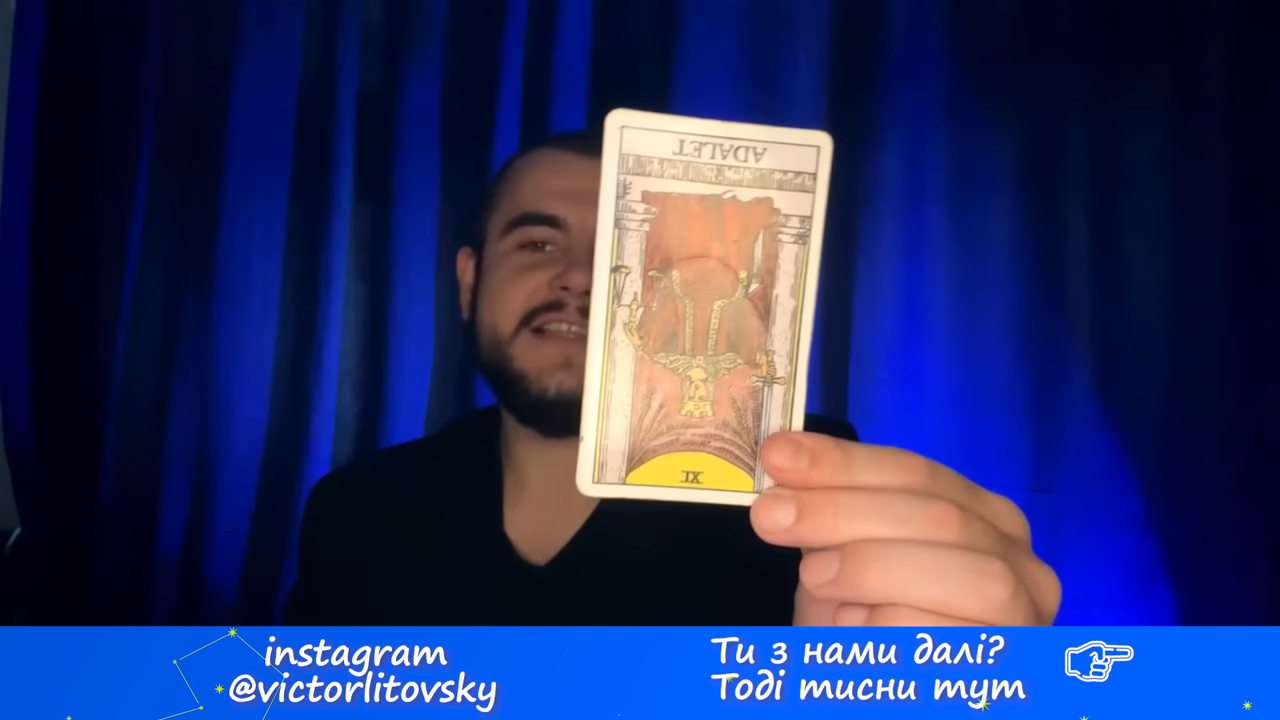 ADALET
XI
instagram
@victorlitovsky
Ти з нами далі?
Тоді тисни тут